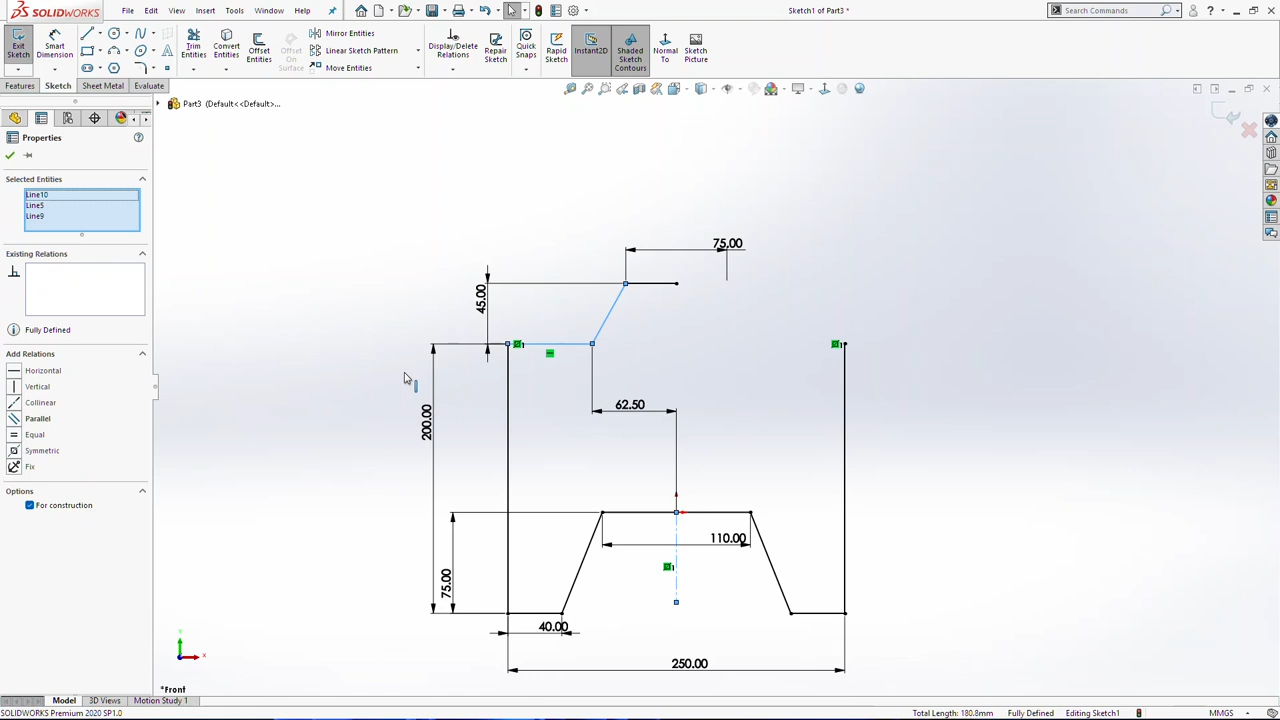 SOLIDWORKS File Edit View Insert Tools Window Help Sketch1 of Part3 * Search Commands
Exit Sketch Smart Dimension Trim Entities Convert Entities Offset Entities Offset On Surface Mirror Entities Linear Sketch Pattern Move Entities Display/Delete Relations Repair Sketch Quick Snaps Rapid Sketch Instant2D Shaded Sketch Contours Normal To Sketch Picture
Features Sketch Sheet Metal Evaluate
Part3 (Default<<Default>...
Properties
Selected Entities
Line10
Line5
Line9
Existing Relations
Fully Defined
Add Relations
Horizontal
Vertical
Collinear
Parallel
Equal
Symmetric
Fix
Options
For construction
75.00
45.00
1
1
62.50
200.00
110.00
75.00
1
40.00
250.00
Y
X
*Front
Model 3D Views Motion Study 1
SOLIDWORKS Premium 2020 SP1.0 Total Length: 180.8mm Fully Defined Editing Sketch1 MMGS